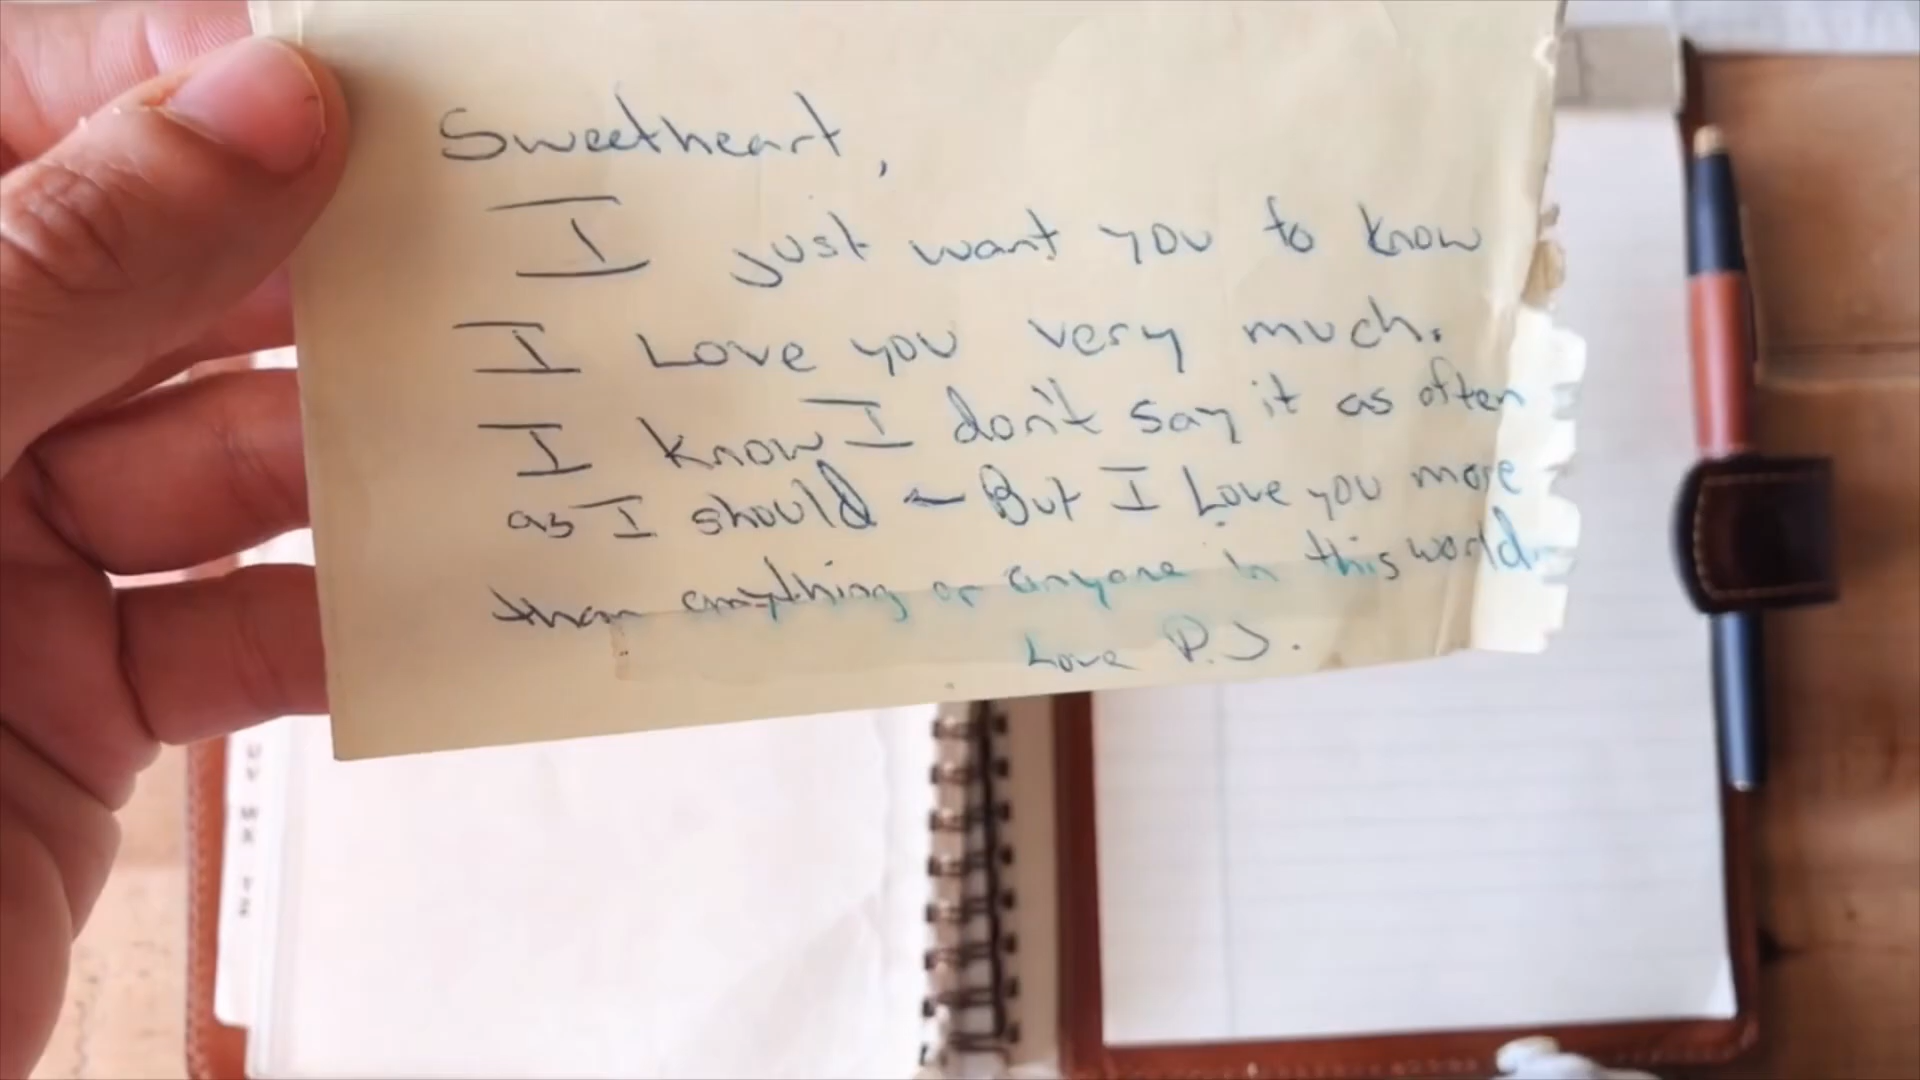 Sweetheart,
I just want you to know
I Love you very much.
I know I don't say it as often
as I should - But I Love you more
than anything or anyone in this world.
Love P.J.